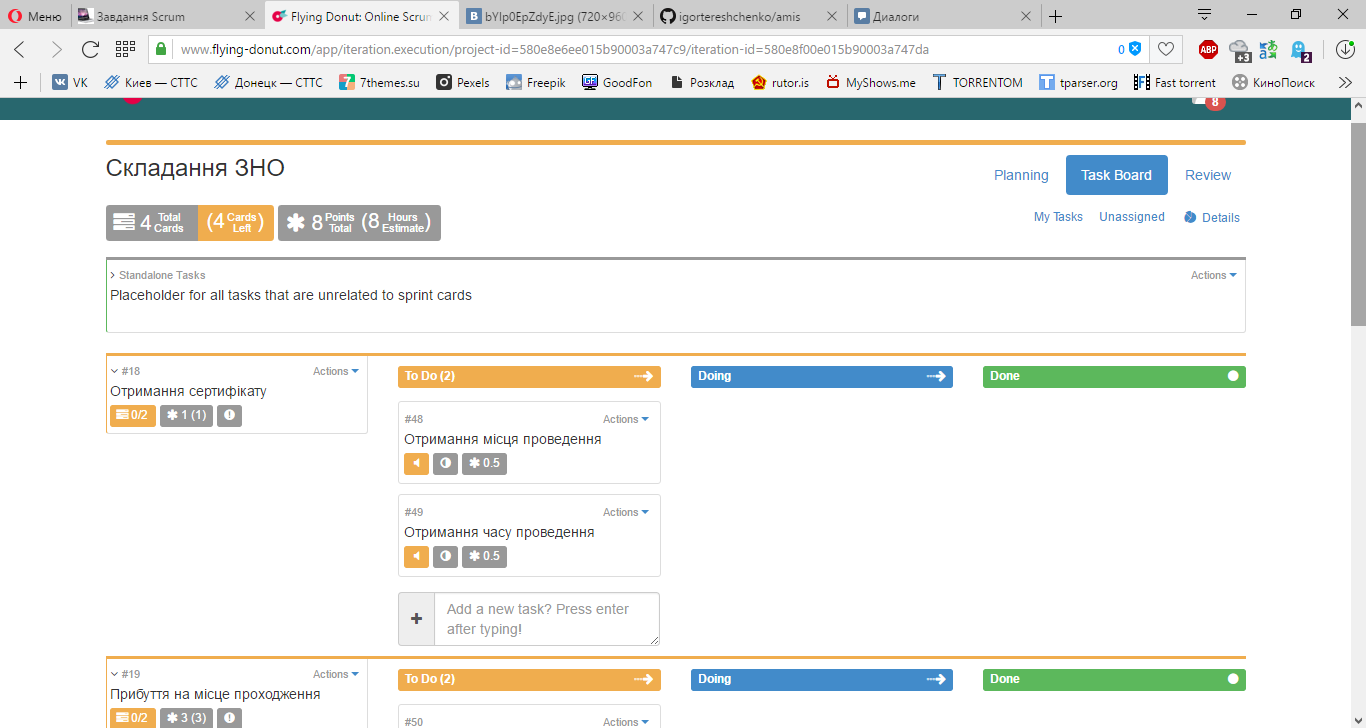 Меню
Завдання Scrum
Flying Donut: Online Scrum
bYlp0EpZdyE.jpg (720×960
igortereshchenko/amis
Диалоги
www.flying-donut.com/app/iteration.execution/project-id=580e8e6ee015b90003a747c9/iteration-id=580e8f00e015b90003a747da
0
ABP
+3
2
VK
Киев — СТТС
Донецк — СТТС
7themes.su
Pexels
Freepik
GoodFon
Розклад
rutor.is
MyShows.me
TORRENTOM
tparser.org
Fast torrent
КиноПоиск
8
Складання ЗНО
Planning
Task Board
Review
4 Total Cards (4 Cards Left)
8 Points Total (8 Hours Estimate)
My Tasks
Unassigned
Details
Standalone Tasks
Actions
Placeholder for all tasks that are unrelated to sprint cards
#18
Actions
Отримання сертифікату
0/2
1 (1)
To Do (2)
Doing
Done
#48
Actions
Отримання місця проведення
0.5
#49
Actions
Отримання часу проведення
0.5
Add a new task? Press enter
after typing!
#19
Actions
Прибуття на місце проходження
0/2
3 (3)
To Do (2)
Doing
Done
#50
Actions